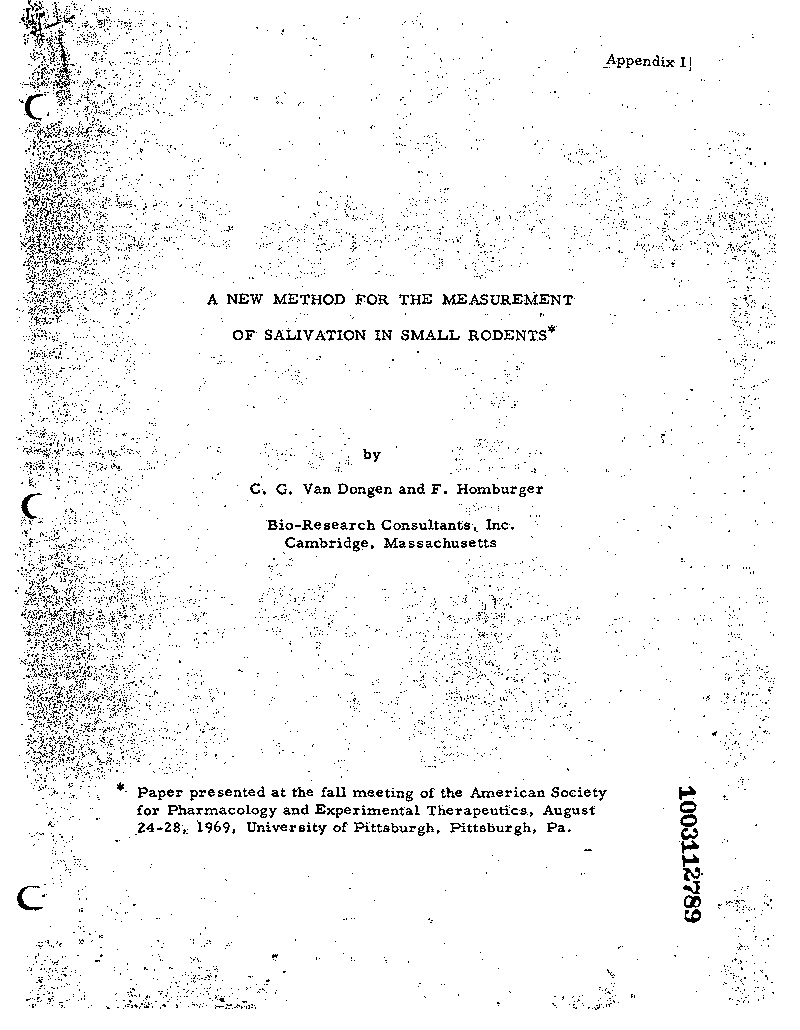 Appendix I
A NEW METHOD FOR THE MEASUREMENT
OF SALIVATION IN SMALL RODENTS*
by
C. G. Van Dongen and F. Homburger
Bio-Research Consultants, Inc.
Cambridge, Massachusetts
* Paper presented at the fall meeting of the American Society
for Pharmacology and Experimental Therapeutics, August
24-28, 1969, University of Pittsburgh, Pittsburgh, Pa.
1003112789